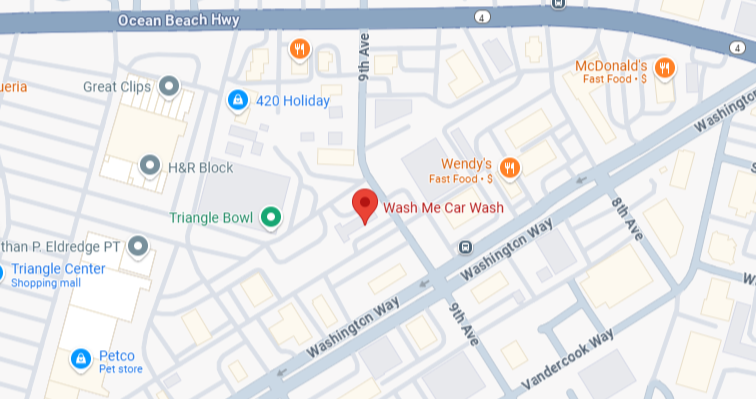 Ocean Beach Hwy
4
4
9th Ave
McDonald's
Fast Food • $
ueria
Great Clips
420 Holiday
Washington
H&R Block
Wendy's
Fast Food • $
Wash Me Car Wash
Triangle Bowl
8th Ave
than P. Eldredge PT
Washington Way
Triangle Center
Shopping mall
Washington Way
9th Ave
Vandercook Way
Petco
Pet store